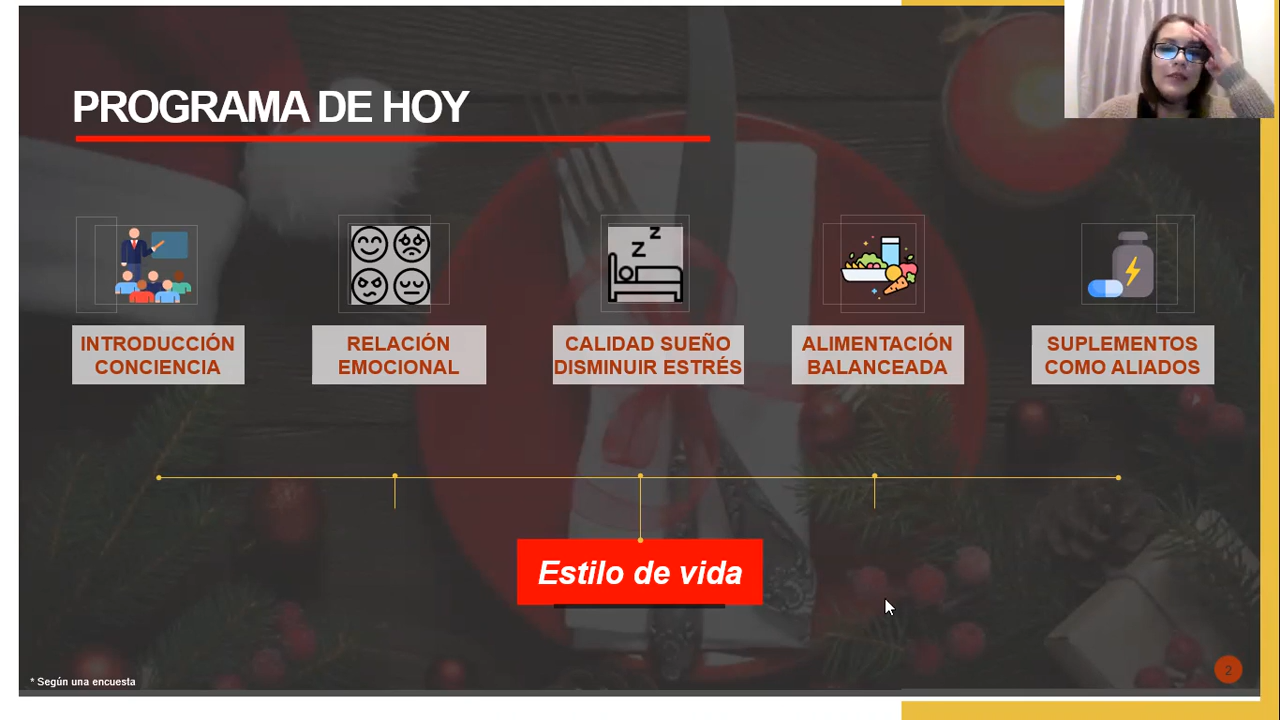 PROGRAMA DE HOY
INTRODUCCIÓN
CONCIENCIA
RELACIÓN
EMOCIONAL
Z
Z
CALIDAD SUEÑO
DISMINUIR ESTRÉS
ALIMENTACIÓN
BALANCEADA
SUPLEMENTOS
COMO ALIADOS
Estilo de vida
* Según una encuesta
2